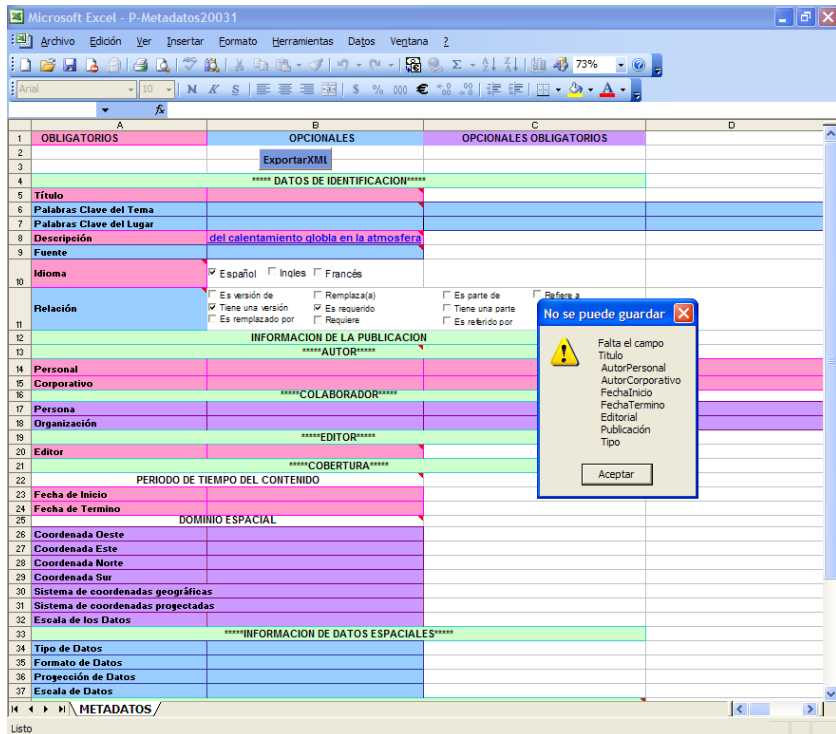 Microsoft Excel - P-Metadatos20031
Archivo Edición Ver Insertar Formato Herramientas Datos Ventana ?
73%
Arial 10 N K S $ % 000 €
fx
A B C D
1 OBLIGATORIOS OPCIONALES OPCIONALES OBLIGATORIOS
2 ExportarXML
3
4 ***** DATOS DE IDENTIFICACION*****
5 Título
6 Palabras Clave del Tema
7 Palabras Clave del Lugar
8 Descripción del calentamiento globla en la atmosfera
9 Fuente
10 Idioma Español Ingles Francés
Es versión de Remplaza(a) Es parte de Refiere a
11 Relación Tiene una versión Es requerido Tiene una parte
Es remplazado por Requiere Es referido por
12 INFORMACION DE LA PUBLICACION
13 *****AUTOR*****
14 Personal
15 Corporativo
16 *****COLABORADOR*****
17 Persona
18 Organización
19 *****EDITOR*****
20 Editor
21 *****COBERTURA*****
22 PERIODO DE TIEMPO DEL CONTENIDO
23 Fecha de Inicio
24 Fecha de Termino
25 DOMINIO ESPACIAL
26 Coordenada Oeste
27 Coordenada Este
28 Coordenada Norte
29 Coordenada Sur
30 Sistema de coordenadas geográficas
31 Sistema de coordenadas proyectadas
32 Escala de los Datos
33 *****INFORMACION DE DATOS ESPACIALES*****
34 Tipo de Datos
35 Formato de Datos
36 Proyección de Datos
37 Escala de Datos
No se puede guardar
Falta el campo
Titulo
AutorPersonal
AutorCorporativo
FechaInicio
FechaTermino
Editorial
Publicación
Tipo
Aceptar
METADATOS
Listo